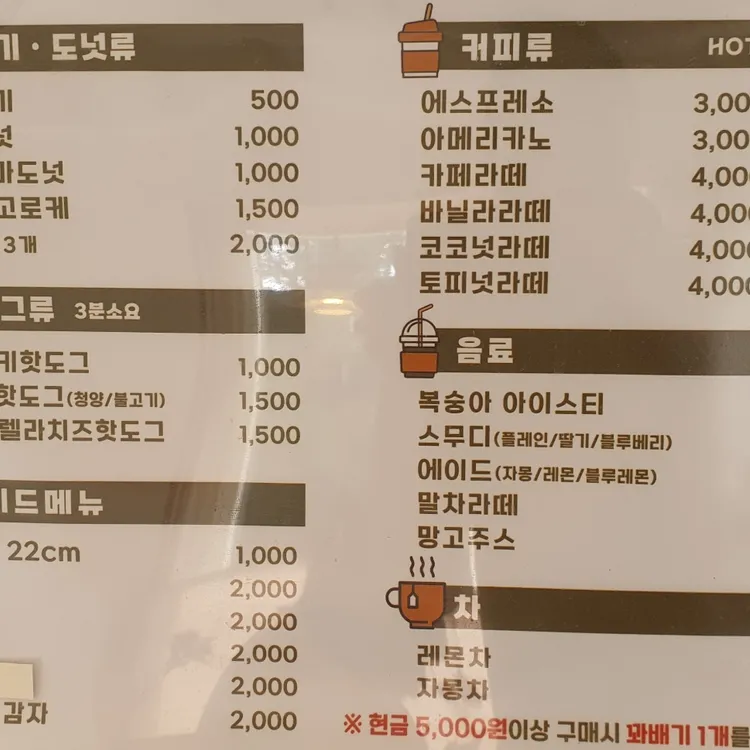 기 · 도넛류
기 500
넛 1,000
마도넛 1,000
고로케 1,500
3개 2,000
그류 3분소요
키핫도그 1,000
핫도그(청양/불고기) 1,500
렐라치즈핫도그 1,500
이드메뉴
22cm 1,000
2,000
2,000
2,000
2,000
감자 2,000
커피류 HOT
에스프레소 3,00
아메리카노 3,00
카페라떼 4,00
바닐라라떼 4,00
코코넛라떼 4,00
토피넛라떼 4,00
음료
복숭아 아이스티
스무디(플레인/딸기/블루베리)
에이드(자몽/레몬/블루레몬)
말차라떼
망고주스
차
레몬차
자몽차
※ 현금 5,000원이상 구매시 꽈배기 1개를